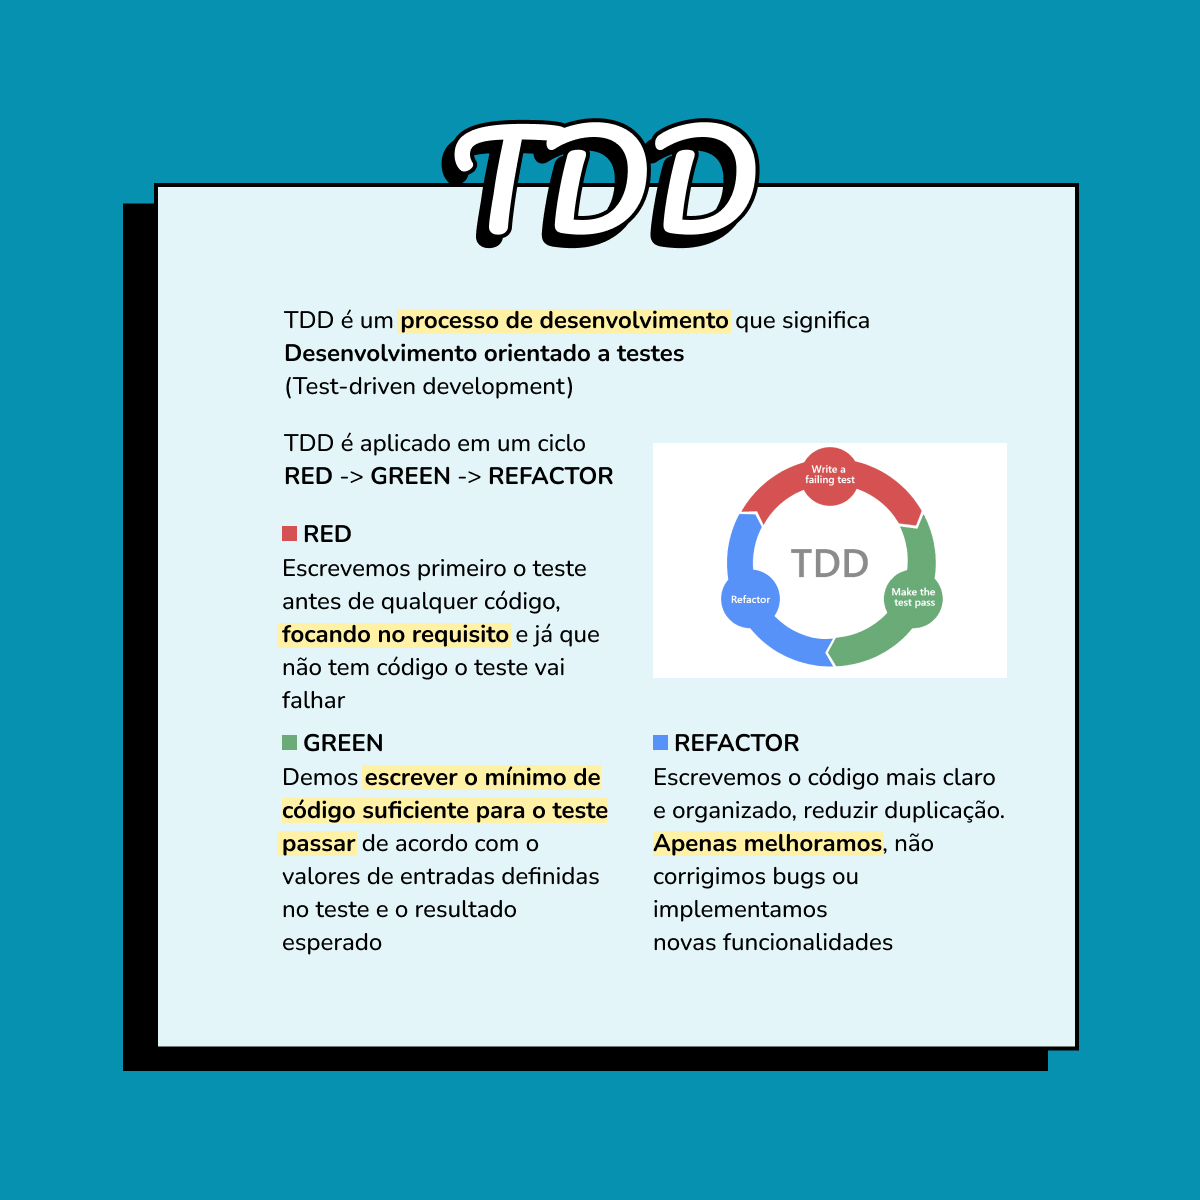 TDD
TDD é um processo de desenvolvimento que significa
Desenvolvimento orientado a testes
(Test-driven development)
TDD é aplicado em um ciclo
RED -> GREEN -> REFACTOR
RED
Escrevemos primeiro o teste
antes de qualquer código,
focando no requisito e já que
não tem código o teste vai
falhar
Write a
failing test
TDD
Refactor
Make the
test pass
GREEN
Demos escrever o mínimo de
código suficiente para o teste
passar de acordo com o
valores de entradas definidas
no teste e o resultado
esperado
REFACTOR
Escrevemos o código mais claro
e organizado, reduzir duplicação.
Apenas melhoramos, não
corrigimos bugs ou
implementamos
novas funcionalidades